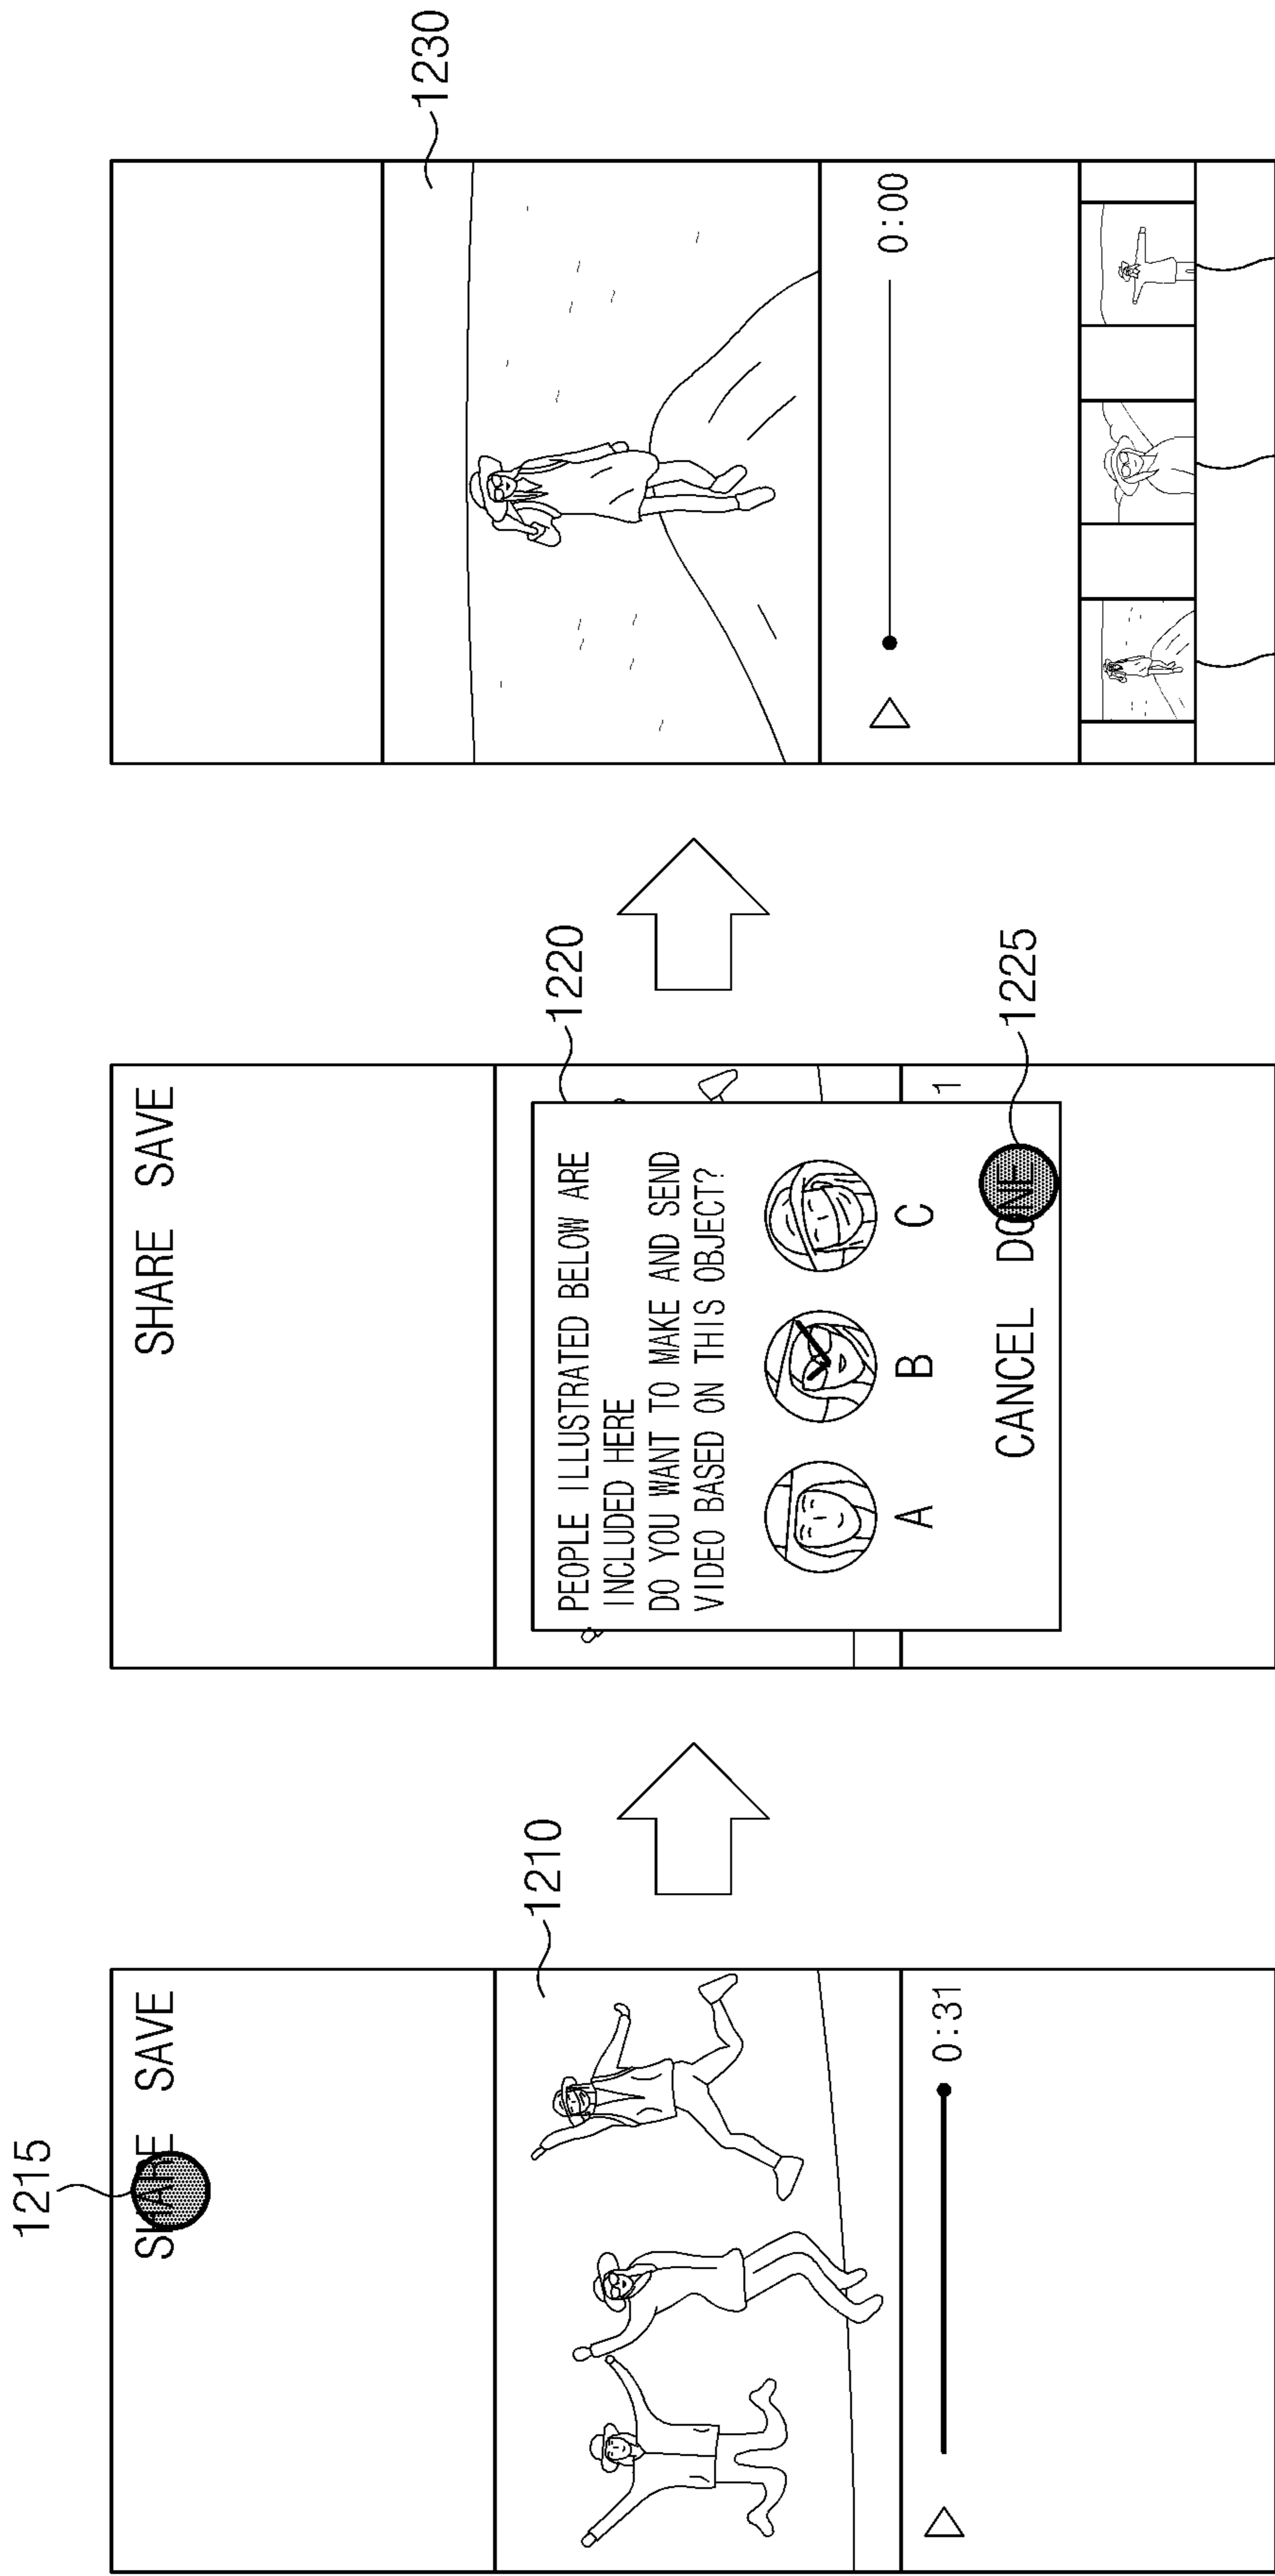 1215
SHARE SAVE
1210
0:31
SHARE SAVE
1220
PEOPLE ILLUSTRATED BELOW ARE
INCLUDED HERE
DO YOU WANT TO MAKE AND SEND
VIDEO BASED ON THIS OBJECT?
A B C
1
CANCEL DONE
1225
1230
0:00